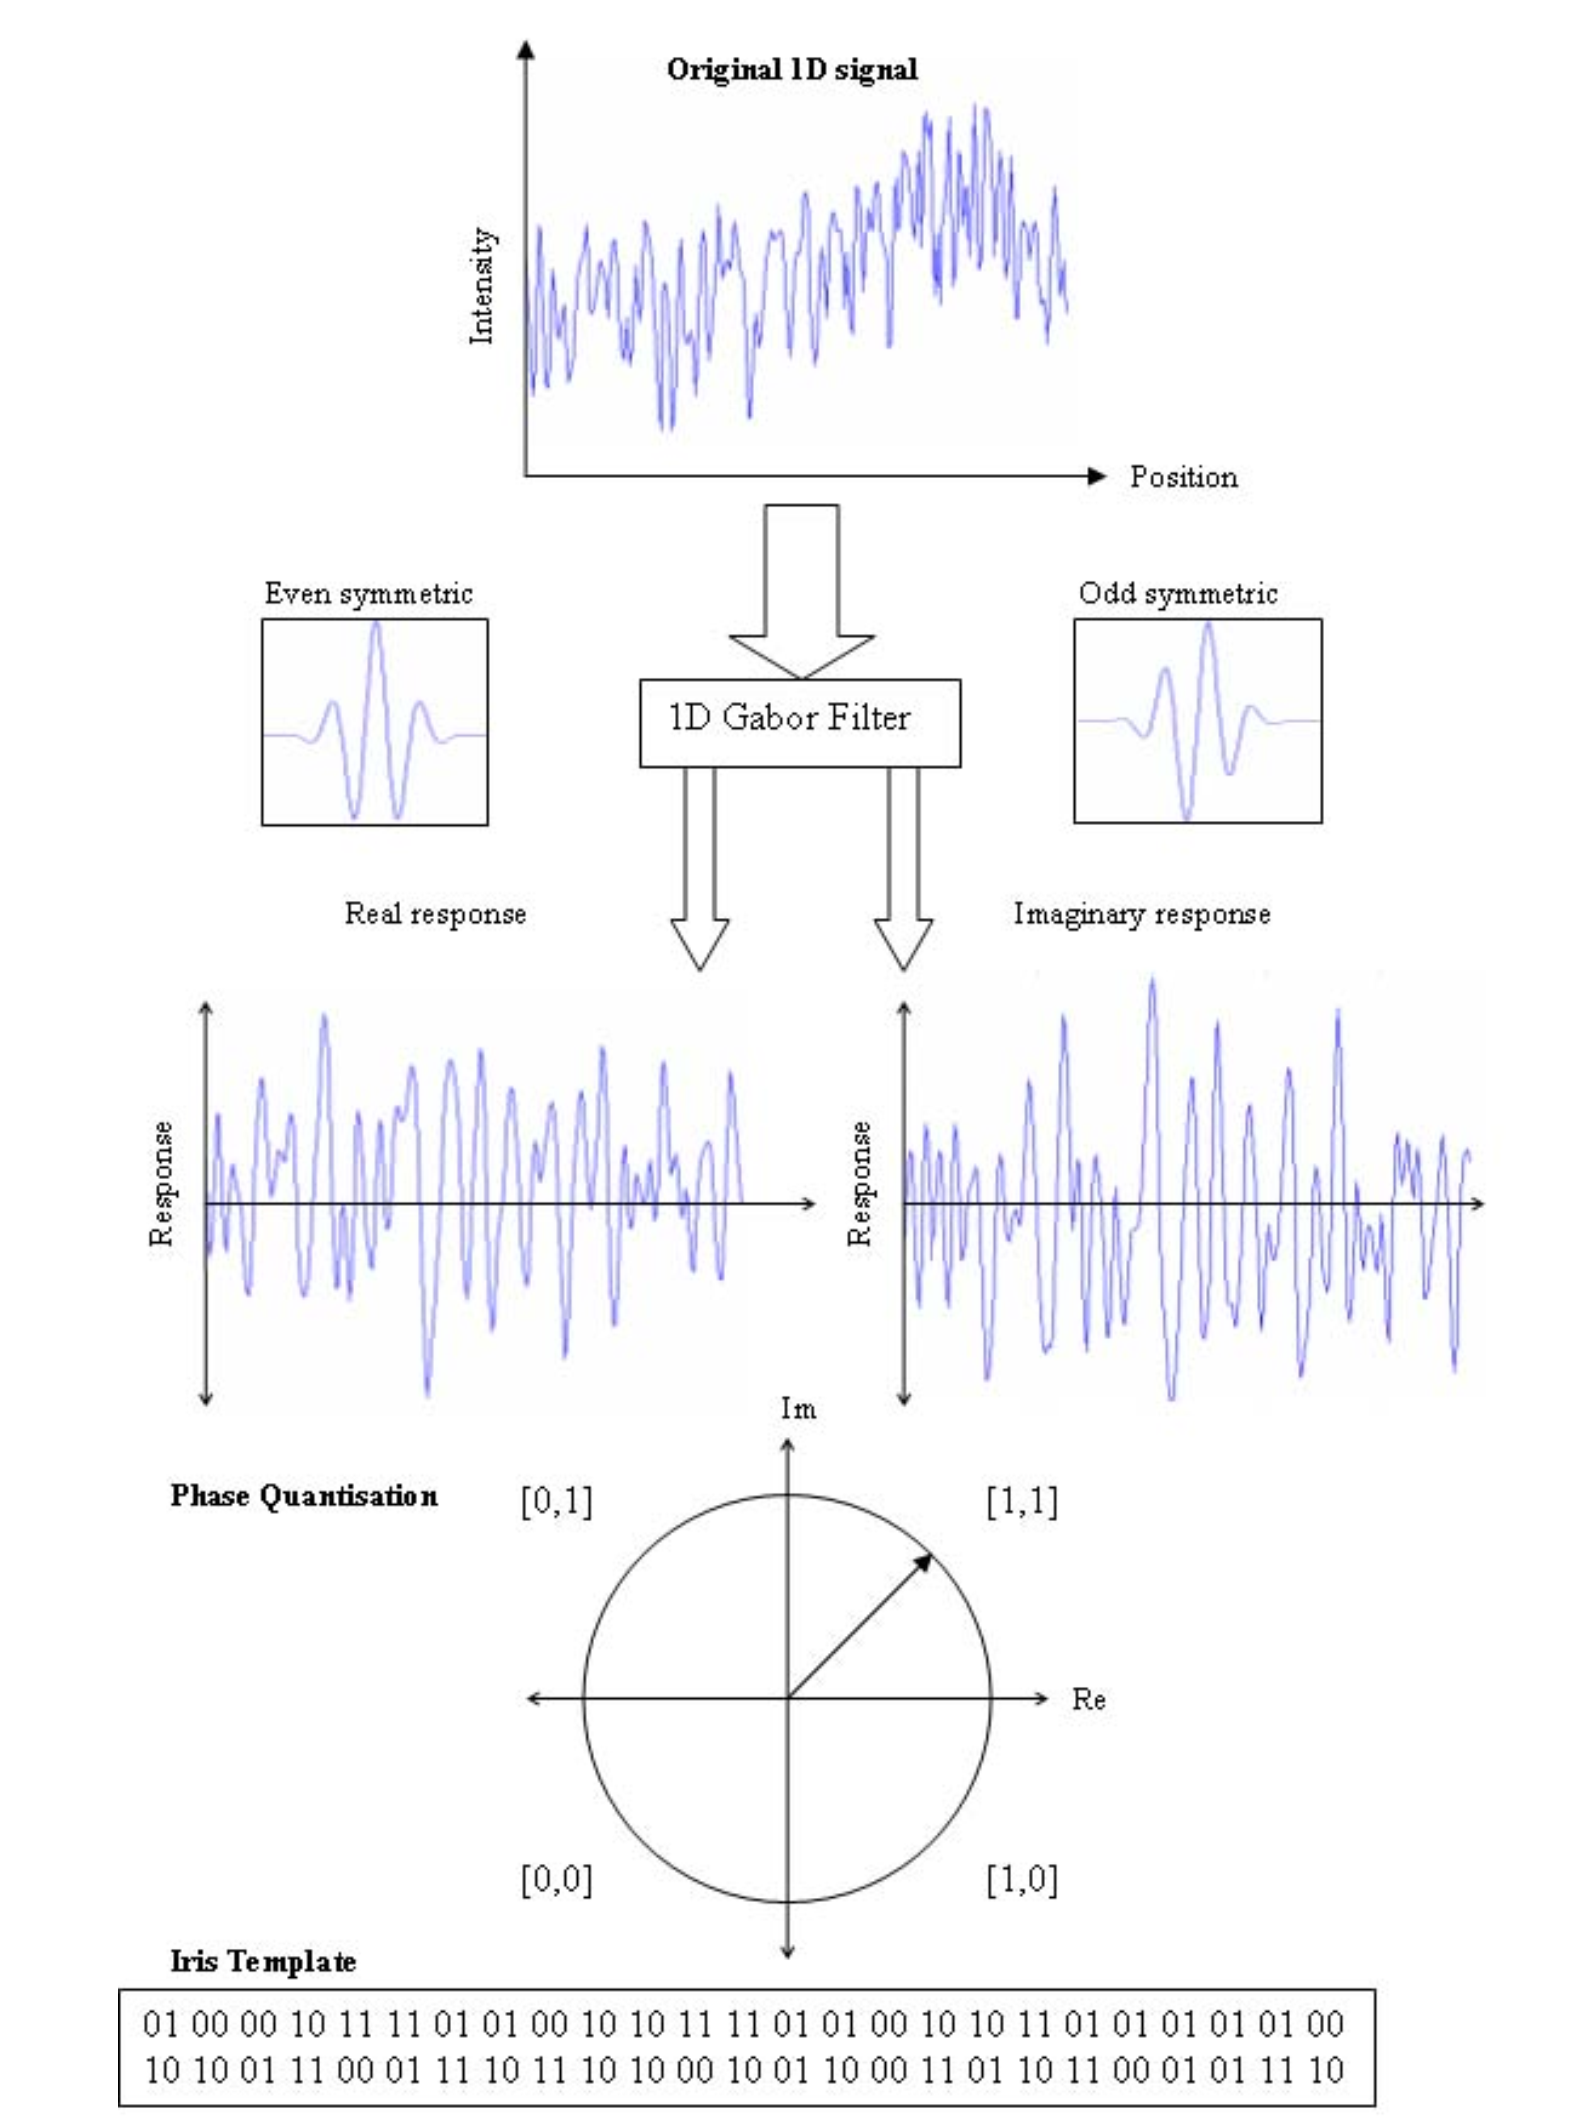 Original 1D signal
Intensity
Position
Even symmetric
Odd symmetric
1D Gabor Filter
Real response
Imaginary response
Response
Response
Im
Phase Quantisation
[0,1]
[1,1]
Re
[0,0]
[1,0]
Iris Template
01 00 00 10 11 11 01 01 00 10 10 11 11 01 01 00 10 10 11 01 01 01 01 01 00
10 10 01 11 00 01 11 10 11 10 10 00 10 01 10 00 11 01 10 11 00 01 01 11 10